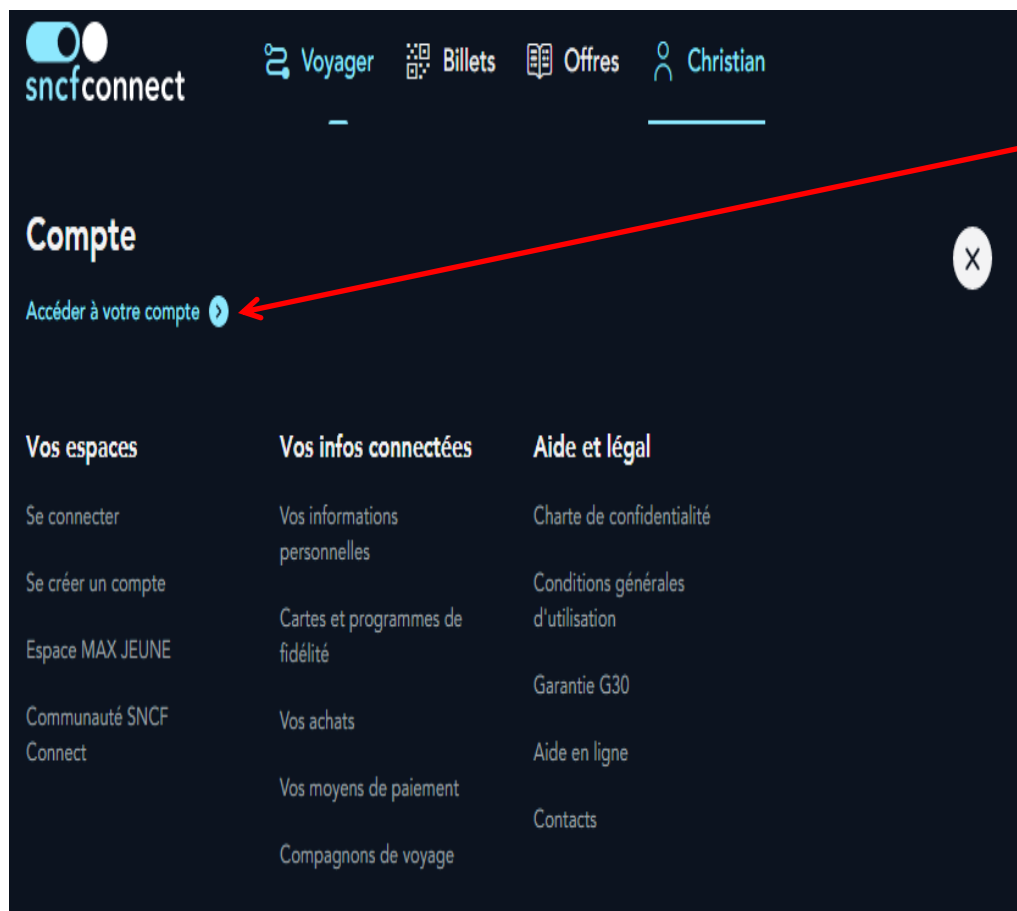 sncfconnect
Voyager
Billets
Offres
Christian
Compte
Accéder à votre compte
Vos espaces
Se connecter
Se créer un compte
Espace MAX JEUNE
Communauté SNCF
Connect
Vos infos connectées
Vos informations
personnelles
Cartes et programmes de
fidélité
Vos achats
Vos moyens de paiement
Compagnons de voyage
Aide et légal
Charte de confidentialité
Conditions générales
d'utilisation
Garantie G30
Aide en ligne
Contacts